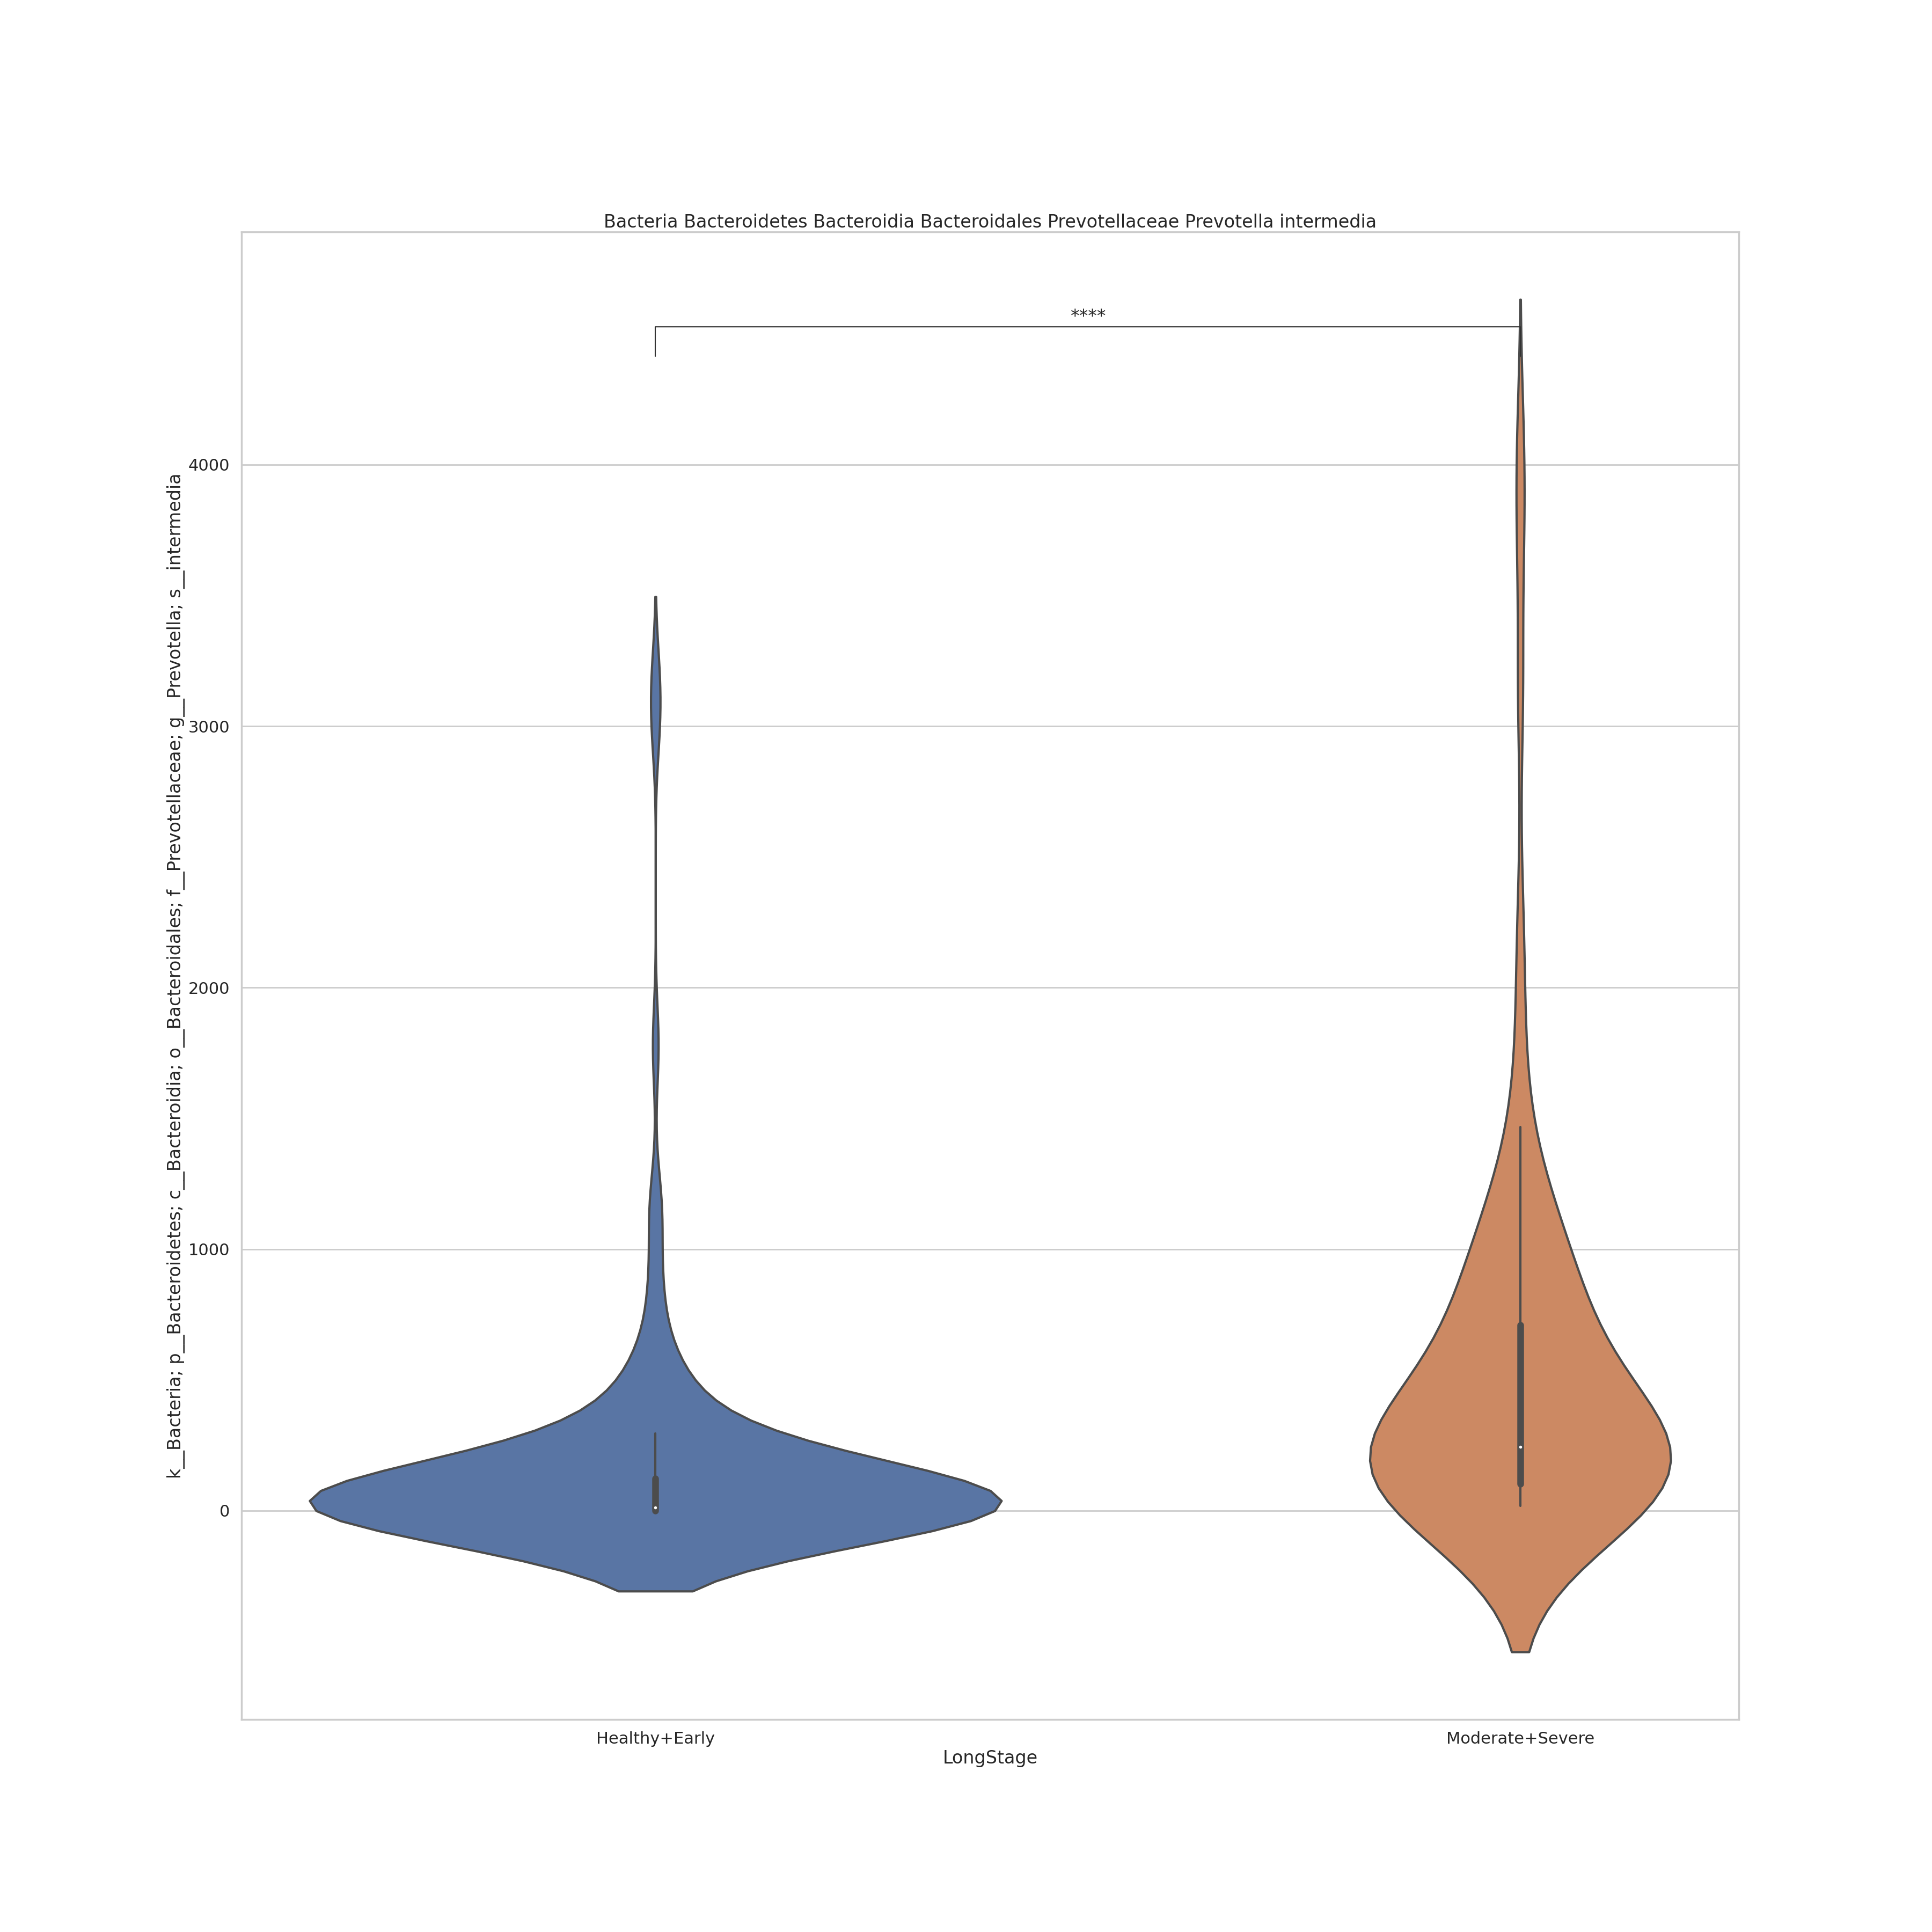 Bacteria Bacteroidetes Bacteroidia Bacteroidales Prevotellaceae Prevotella intermedia
****
k__Bacteria; p__Bacteroidetes; c__Bacteroidia; o__Bacteroidales; f__Prevotellaceae; g__Prevotella; s__intermedia
4000
3000
2000
1000
0
Healthy+Early
Moderate+Severe
LongStage